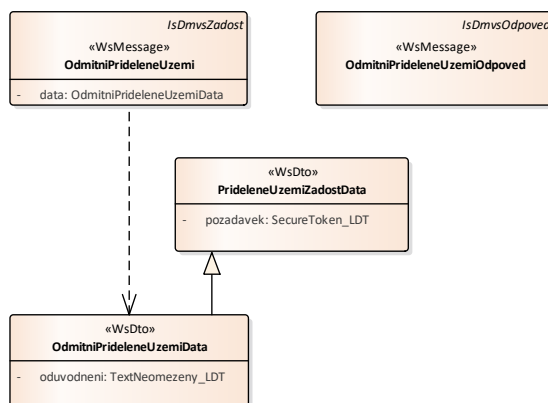 IsDmvsZadost
«WsMessage»
OdmitniPrideleneUzemi
- data: OdmitniPrideleneUzemiData
IsDmvsOdpoved
«WsMessage»
OdmitniPrideleneUzemiOdpoved
«WsDto»
PrideleneUzemiZadostData
- pozadavek: SecureToken_LDT
«WsDto»
OdmitniPrideleneUzemiData
- oduvodneni: TextNeomezeny_LDT